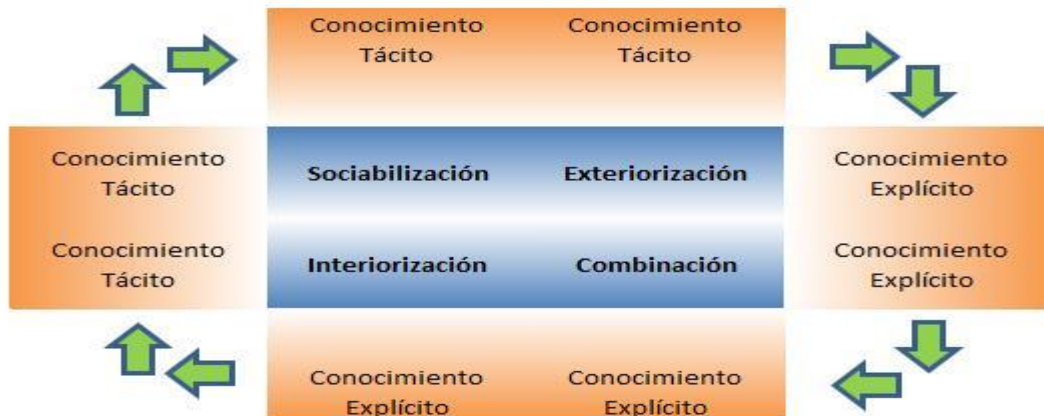 Conocimiento Conocimiento
Tácito Tácito
Conocimiento Sociabilización Exteriorización Conocimiento
Tácito Explícito
Conocimiento Interiorización Combinación Conocimiento
Tácito Explícito
Conocimiento Conocimiento
Explícito Explícito